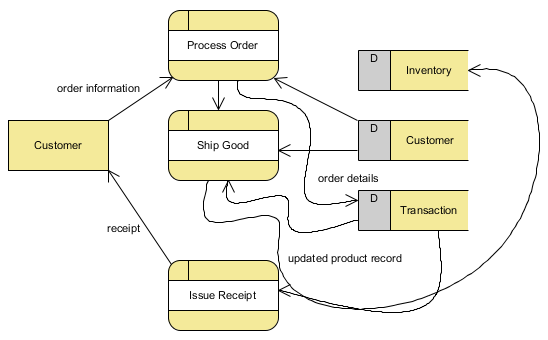 Process Order
D
Inventory
order information
D
Customer
Customer
Ship Good
order details
D
Transaction
receipt
updated product record
Issue Receipt